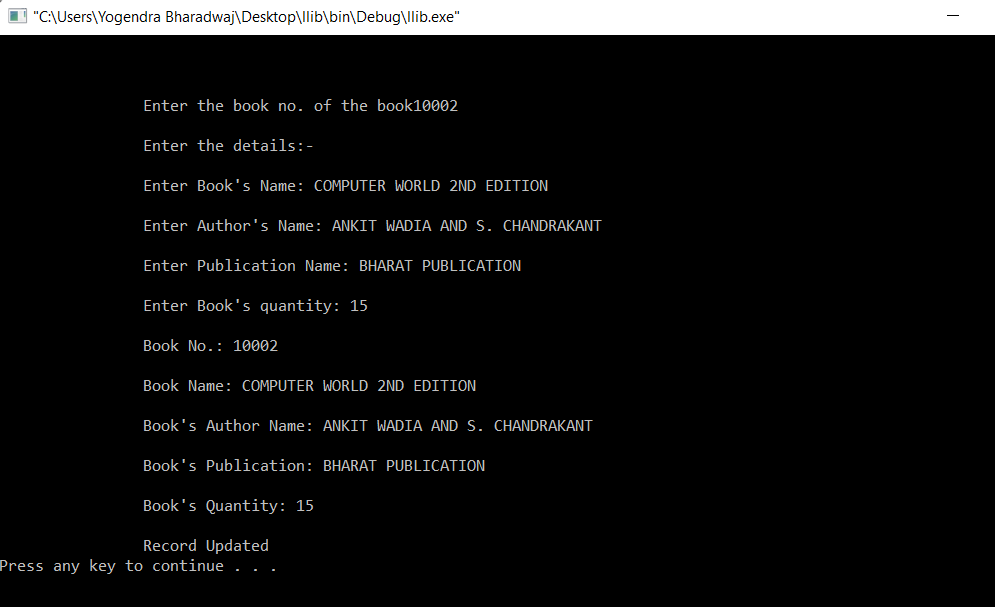 "C:\Users\Yogendra Bharadwaj\Desktop\llib\bin\Debug\llib.exe"
Enter the book no. of the book10002
Enter the details:-
Enter Book's Name: COMPUTER WORLD 2ND EDITION
Enter Author's Name: ANKIT WADIA AND S. CHANDRAKANT
Enter Publication Name: BHARAT PUBLICATION
Enter Book's quantity: 15
Book No.: 10002
Book Name: COMPUTER WORLD 2ND EDITION
Book's Author Name: ANKIT WADIA AND S. CHANDRAKANT
Book's Publication: BHARAT PUBLICATION
Book's Quantity: 15
Record Updated
Press any key to continue . . .